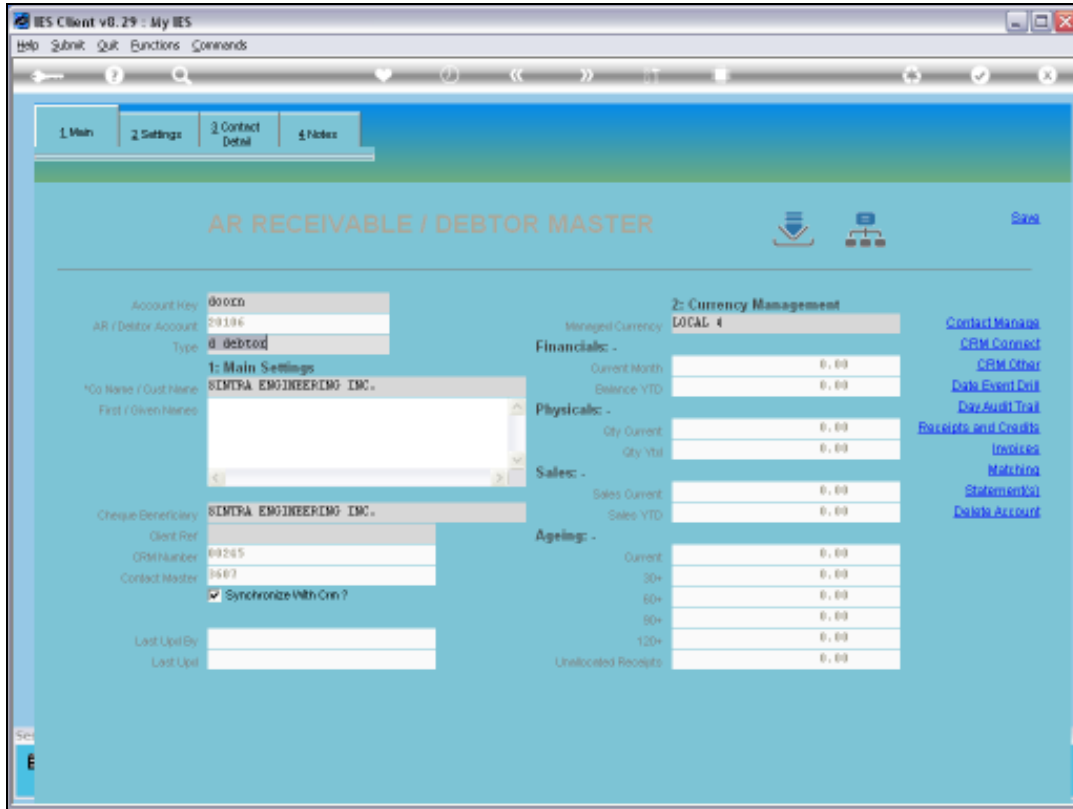 IES Client v8.29 : My IES
Help Submit Quit Functions Commands
1 Main
2 Settings
3 Contact Detail
4 Notes
AR RECEIVABLE / DEBTOR MASTER
Save
Account Key doorn
AR / Debtor Account 20106
Type d debtor
1: Main Settings
*Co Name / Cust Name SINTRA ENGINEERING INC.
First / Given Names
Cheque Beneficiary SINTRA ENGINEERING INC.
Client Ref
CRM Number 00245
Contact Master 3607
Synchronize With Crm ?
Last Upd By
Last Upd
2: Currency Management
Managed Currency LOCAL 4
Financials: -
Current Month 0.00
Balance YTD 0.00
Physicals: -
Qty Current 0.00
Qty Ytd 0.00
Sales: -
Sales Current 0.00
Sales YTD 0.00
Ageing: -
Current 0.00
30+ 0.00
60+ 0.00
90+ 0.00
120+ 0.00
Unallocated Receipts 0.00
Contact Manage
CRM Connect
CRM Other
Date Event Drill
Day Audit Trail
Receipts and Credits
Invoices
Matching
Statement(s)
Delete Account